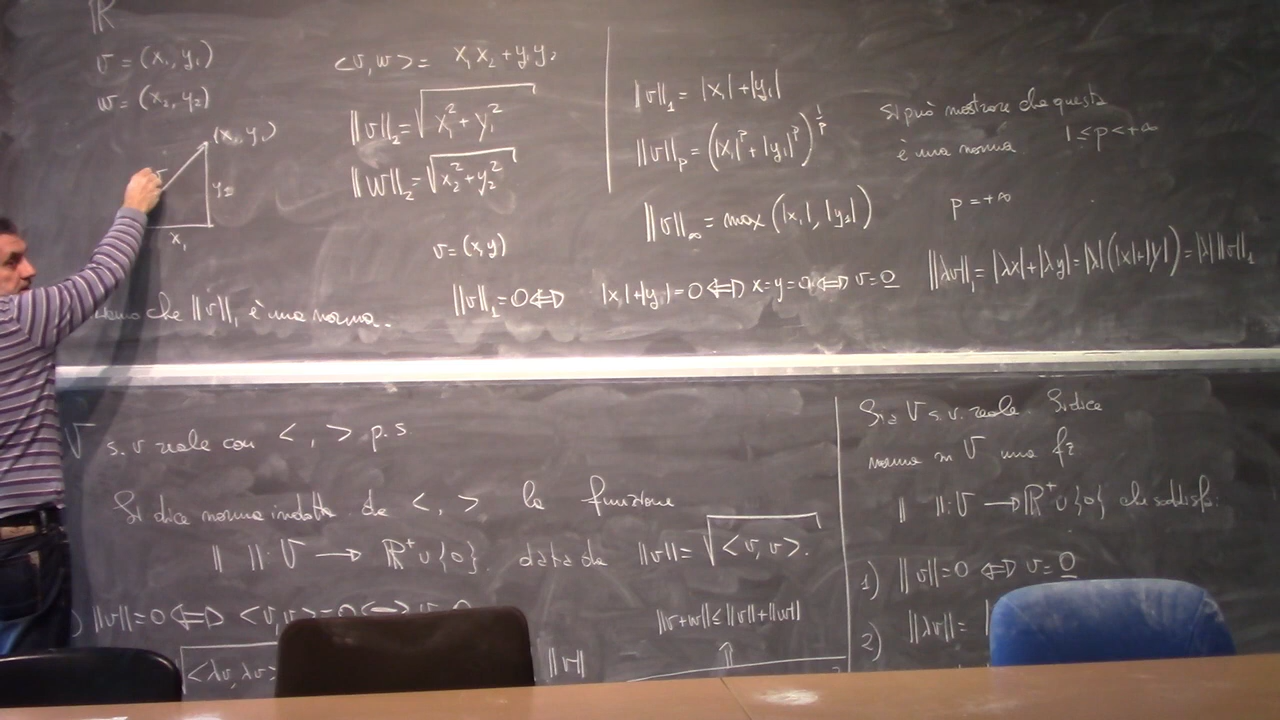 ℝ
v = (x₁, y₁)
w = (x₂, y₂)
(x₁, y₁)
y₂
x₁
<v, w> = x₁x₂ + y₁y₂
‖v‖₂ = √(x₁² + y₁²)
‖w‖₂ = √(x₂² + y₂²)
‖v‖₁ = |x₁| + |y₁|
‖v‖ₚ = (|x₁|ᵖ + |y₁|ᵖ)^(1/p)
Si può mostrare che questa
è una norma 1 ≤ p < +∞
‖v‖_∞ = max (|x₁|, |y₁|)
p = +∞
v = (x, y)
che ‖v‖₁ è una norma.
‖v‖₁ = 0 ⇔ |x₁| + |y₁| = 0 ⇔ x = y = 0 ⇔ v = 0
‖λv‖₁ = |λx| + |λy| = |λ|(|x| + |y|) = |λ| ‖v‖₁
V s.v reale con < , > p.s
Si dice norma indotta da < , > la funzione
‖ ‖: V → ℝ⁺ ∪ {0} data da ‖v‖ = √<v, v>.
) ‖v‖ = 0 ⇔ <v, v> = 0 ⇔ v = 0
<λv, λv>
‖v‖
‖v+w‖ ≤ ‖v‖ + ‖w‖
⇑
Sia V s.v. reale. Si dice
norma in V una fz
‖ ‖: V → ℝ⁺ ∪ {0} che soddisfa:
1) ‖v‖ = 0 ⇔ v = 0
2) ‖λv‖ = |